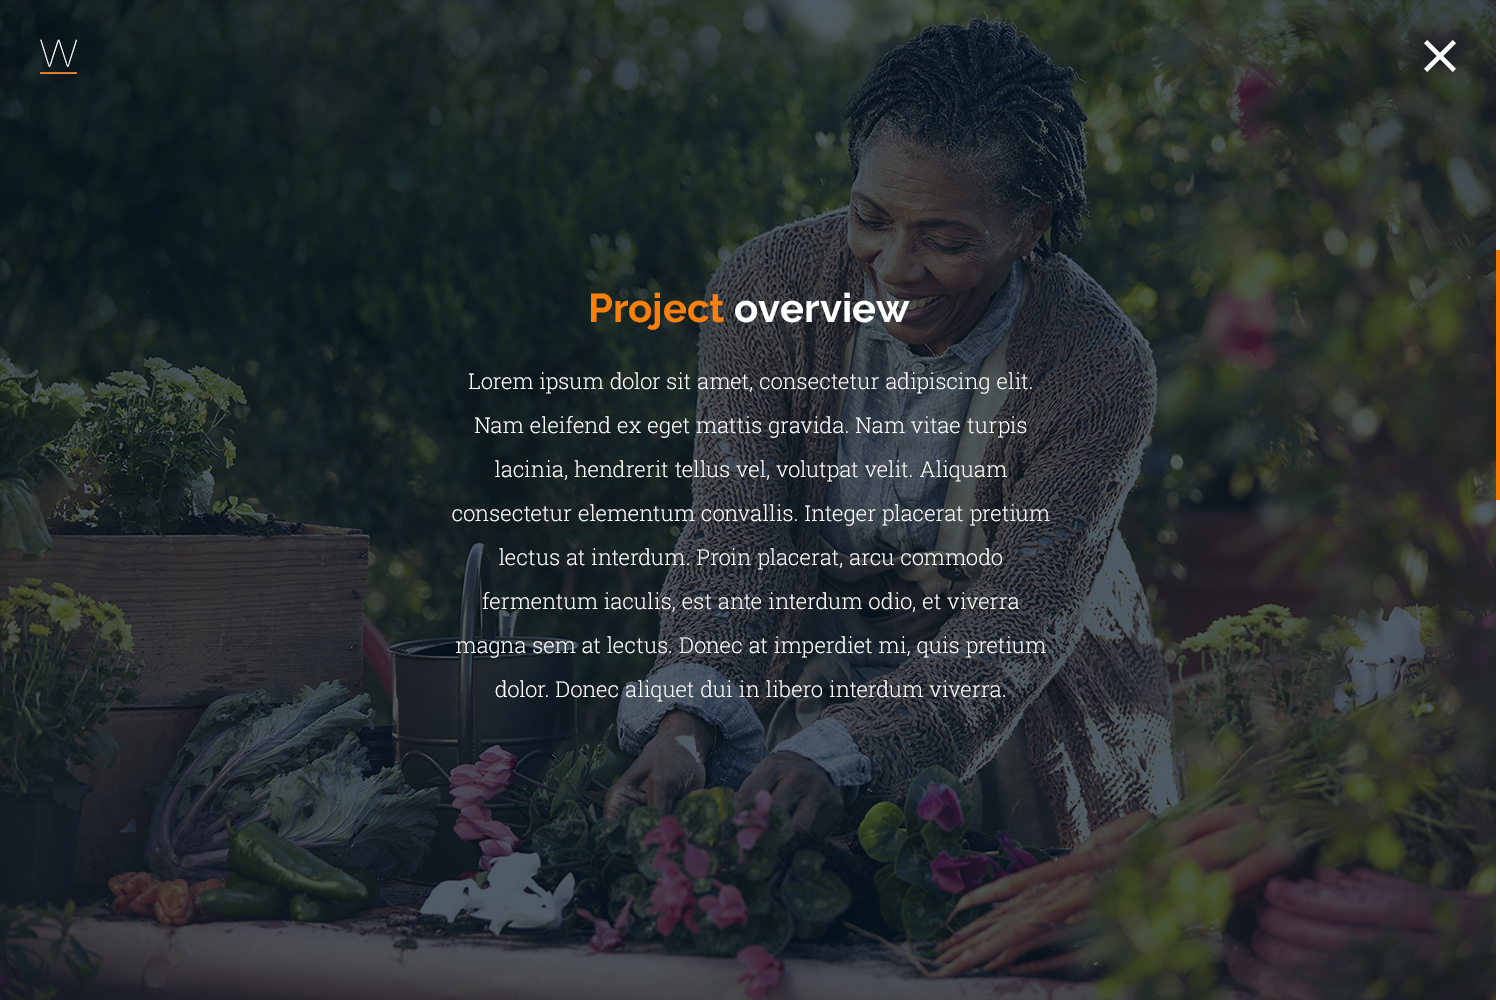 W
Project overview
Lorem ipsum dolor sit amet, consectetur adipiscing elit.
Nam eleifend ex eget mattis gravida. Nam vitae turpis
lacinia, hendrerit tellus vel, volutpat velit. Aliquam
consectetur elementum convallis. Integer placerat pretium
lectus at interdum. Proin placerat, arcu commodo
fermentum iaculis, est ante interdum odio, et viverra
magna sem at lectus. Donec at imperdiet mi, quis pretium
dolor. Donec aliquet dui in libero interdum viverra.